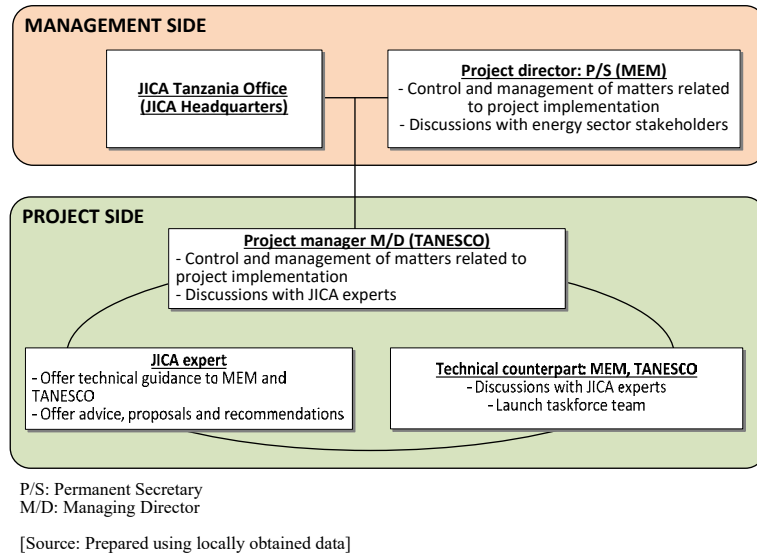 MANAGEMENT SIDE
JICA Tanzania Office
(JICA Headquarters)
Project director: P/S (MEM)
- Control and management of matters related
to project implementation
- Discussions with energy sector stakeholders
PROJECT SIDE
Project manager M/D (TANESCO)
- Control and management of matters related to
project implementation
- Discussions with JICA experts
JICA expert
- Offer technical guidance to MEM and
TANESCO
- Offer advice, proposals and recommendations
Technical counterpart: MEM, TANESCO
- Discussions with JICA experts
- Launch taskforce team
P/S: Permanent Secretary
M/D: Managing Director
[Source: Prepared using locally obtained data]